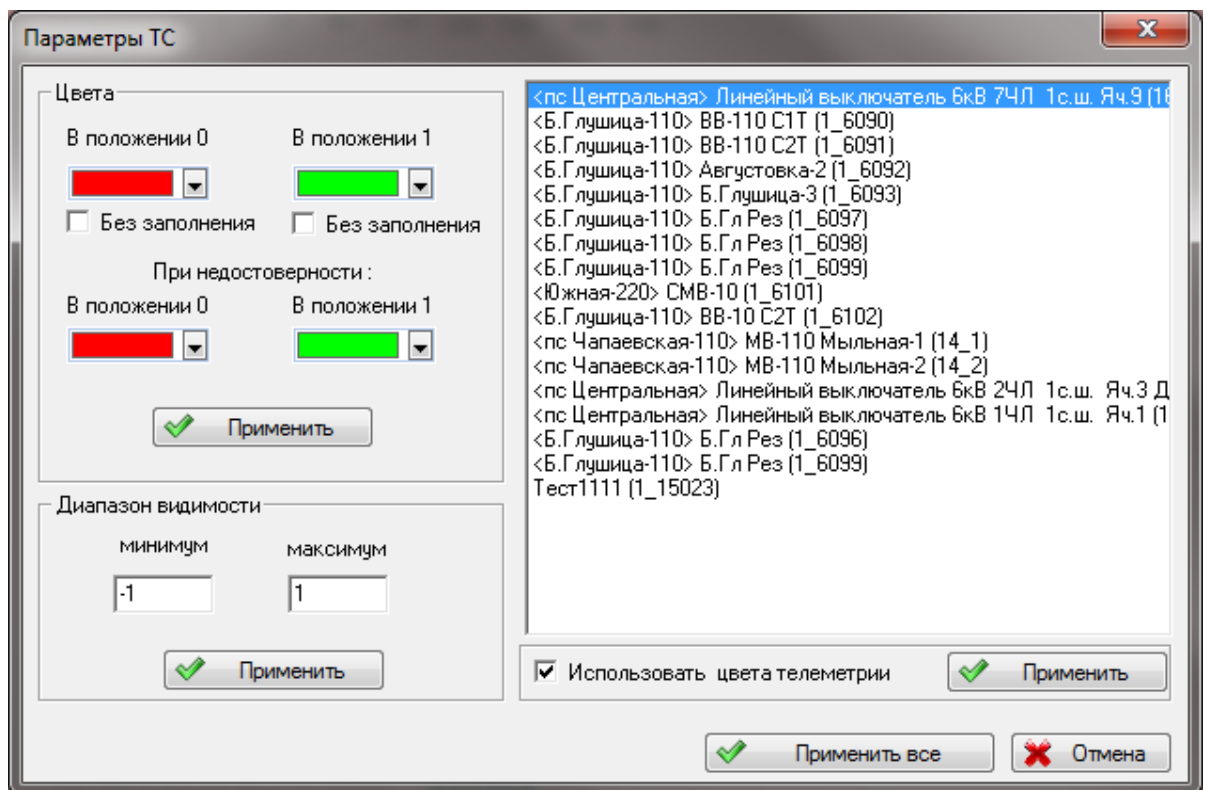 Параметры ТС
Цвета
В положении 0
В положении 1
Без заполнения
Без заполнения
При недостоверности :
В положении 0
В положении 1
Применить
Диапазон видимости
минимум
максимум
-1
1
Применить
<пс Центральная> Линейный выключатель 6кВ 7ЧЛ 1с.ш. Яч.9 (16
<Б.Глушица-110> ВВ-110 С1Т (1_6090)
<Б.Глушица-110> ВВ-110 С2Т (1_6091)
<Б.Глушица-110> Августовка-2 (1_6092)
<Б.Глушица-110> Б.Глушица-3 (1_6093)
<Б.Глушица-110> Б.Гл Рез (1_6097)
<Б.Глушица-110> Б.Гл Рез (1_6098)
<Б.Глушица-110> Б.Гл Рез (1_6099)
<Южная-220> СМВ-10 (1_6101)
<Б.Глушица-110> ВВ-10 С2Т (1_6102)
<пс Чапаевская-110> МВ-110 Мыльная-1 (14_1)
<пс Чапаевская-110> МВ-110 Мыльная-2 (14_2)
<пс Центральная> Линейный выключатель 6кВ 2ЧЛ 1с.ш. Яч.3 Д
<пс Центральная> Линейный выключатель 6кВ 1ЧЛ 1с.ш. Яч.1 (1
<Б.Глушица-110> Б.Гл Рез (1_6096)
<Б.Глушица-110> Б.Гл Рез (1_6099)
Тест1111 (1_15023)
Использовать цвета телеметрии
Применить
Применить все
Отмена